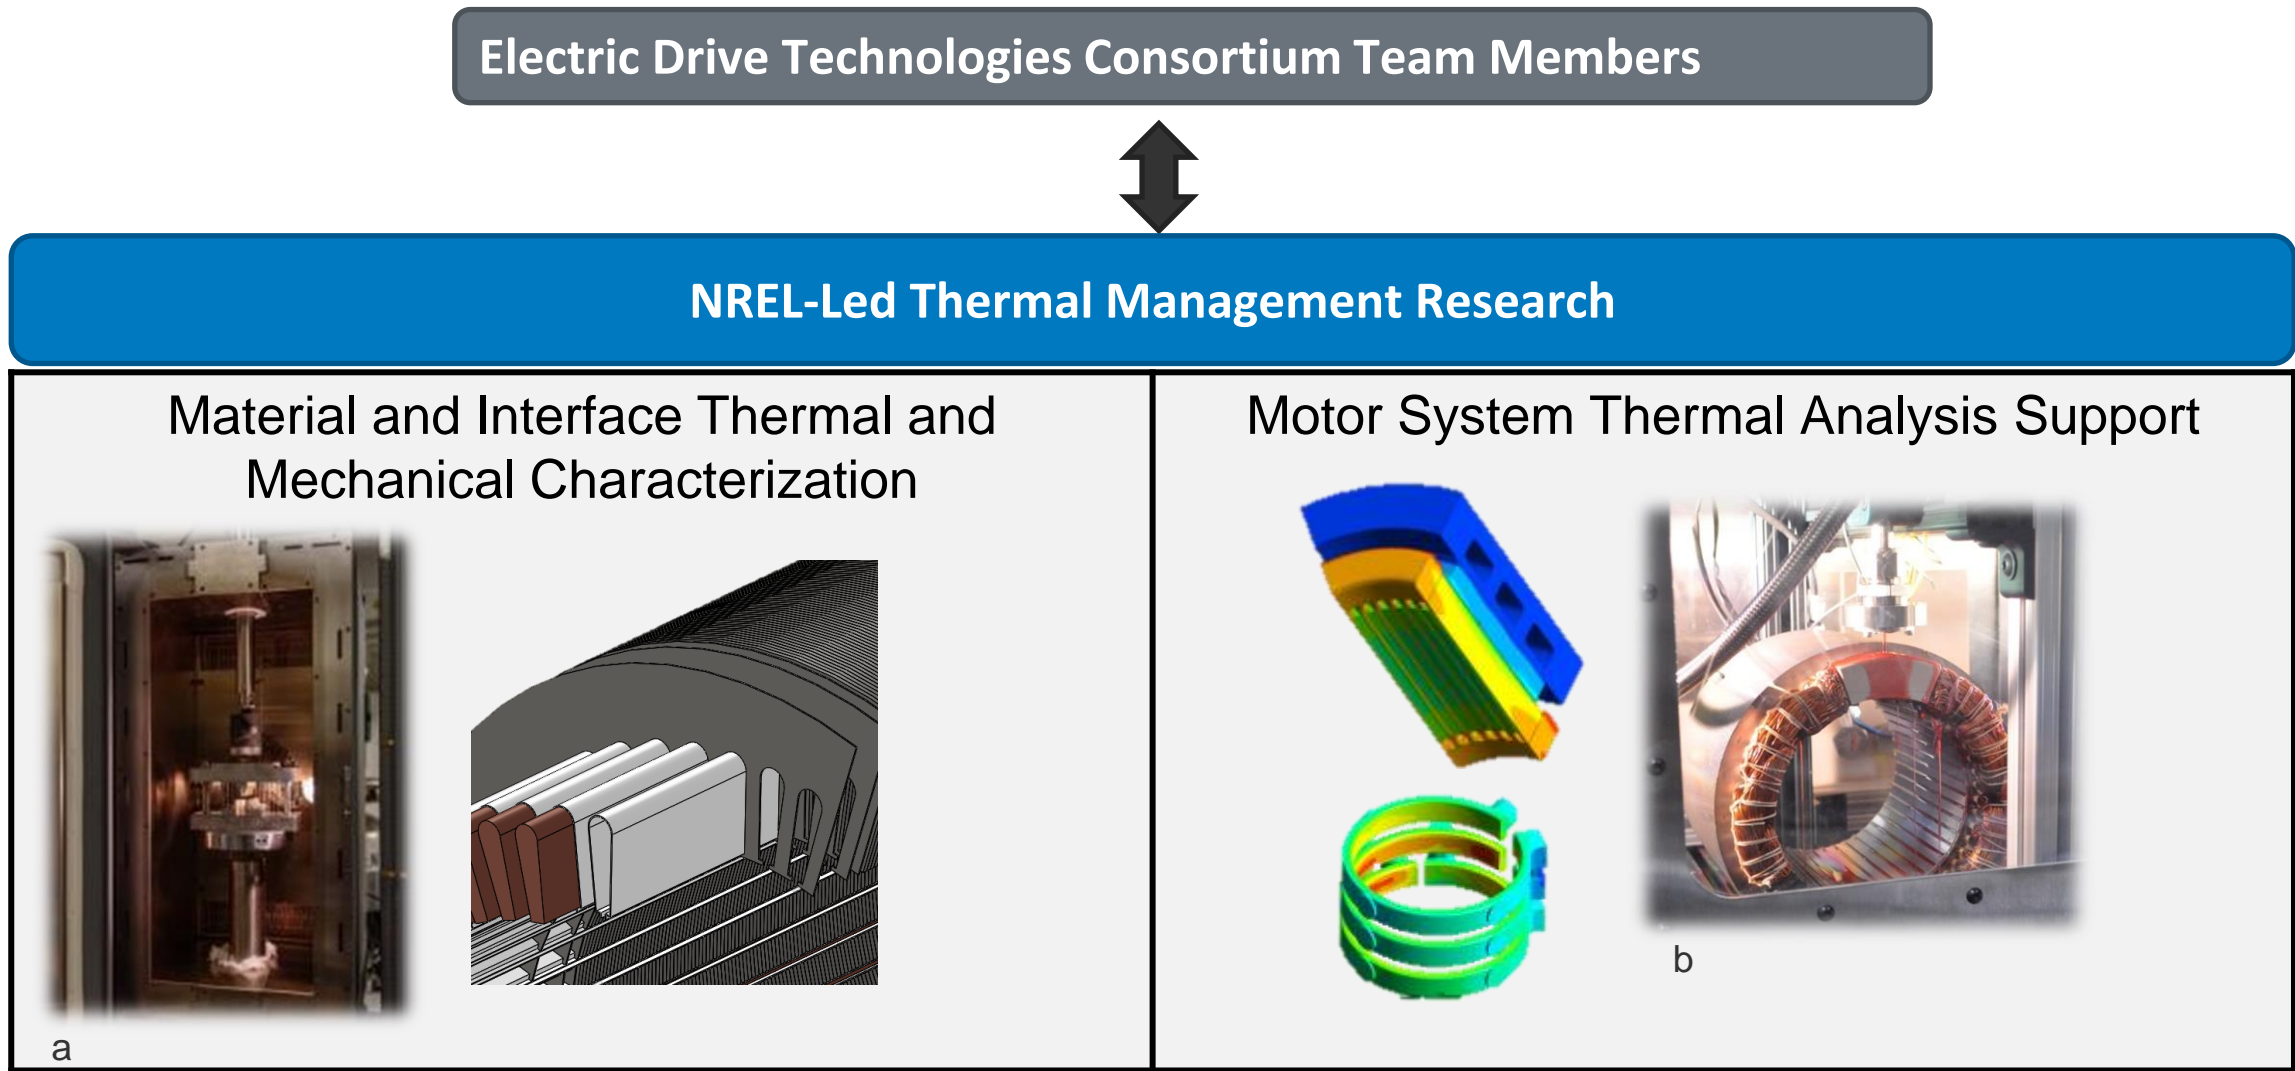 Electric Drive Technologies Consortium Team Members
NREL-Led Thermal Management Research
Material and Interface Thermal and
Mechanical Characterization
a
Motor System Thermal Analysis Support
b